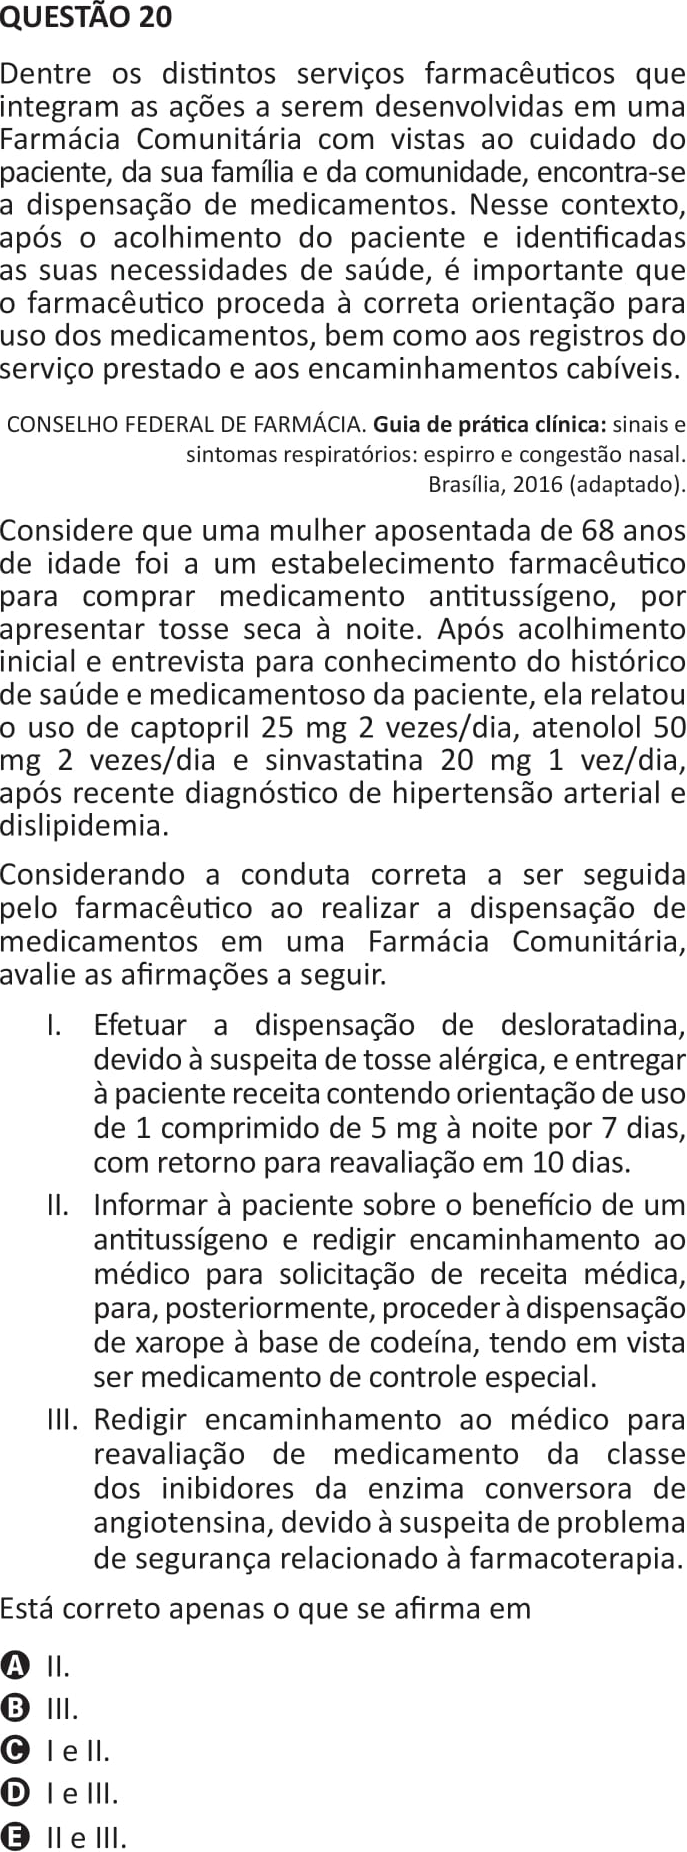 QUESTÃO 20
Dentre os distintos serviços farmacêuticos que
integram as ações a serem desenvolvidas em uma
Farmácia Comunitária com vistas ao cuidado do
paciente, da sua família e da comunidade, encontra-se
a dispensação de medicamentos. Nesse contexto,
após o acolhimento do paciente e identificadas
as suas necessidades de saúde, é importante que
o farmacêutico proceda à correta orientação para
uso dos medicamentos, bem como aos registros do
serviço prestado e aos encaminhamentos cabíveis.
CONSELHO FEDERAL DE FARMÁCIA. Guia de prática clínica: sinais e
sintomas respiratórios: espirro e congestão nasal.
Brasília, 2016 (adaptado).
Considere que uma mulher aposentada de 68 anos
de idade foi a um estabelecimento farmacêutico
para comprar medicamento antitussígeno, por
apresentar tosse seca à noite. Após acolhimento
inicial e entrevista para conhecimento do histórico
de saúde e medicamentoso da paciente, ela relatou
o uso de captopril 25 mg 2 vezes/dia, atenolol 50
mg 2 vezes/dia e sinvastatina 20 mg 1 vez/dia,
após recente diagnóstico de hipertensão arterial e
dislipidemia.
Considerando a conduta correta a ser seguida
pelo farmacêutico ao realizar a dispensação de
medicamentos em uma Farmácia Comunitária,
avalie as afirmações a seguir.
I. Efetuar a dispensação de desloratadina,
devido à suspeita de tosse alérgica, e entregar
à paciente receita contendo orientação de uso
de 1 comprimido de 5 mg à noite por 7 dias,
com retorno para reavaliação em 10 dias.
II. Informar à paciente sobre o benefício de um
antitussígeno e redigir encaminhamento ao
médico para solicitação de receita médica,
para, posteriormente, proceder à dispensação
de xarope à base de codeína, tendo em vista
ser medicamento de controle especial.
III. Redigir encaminhamento ao médico para
reavaliação de medicamento da classe
dos inibidores da enzima conversora de
angiotensina, devido à suspeita de problema
de segurança relacionado à farmacoterapia.
Está correto apenas o que se afirma em
A II.
B III.
C I e II.
D I e III.
E II e III.